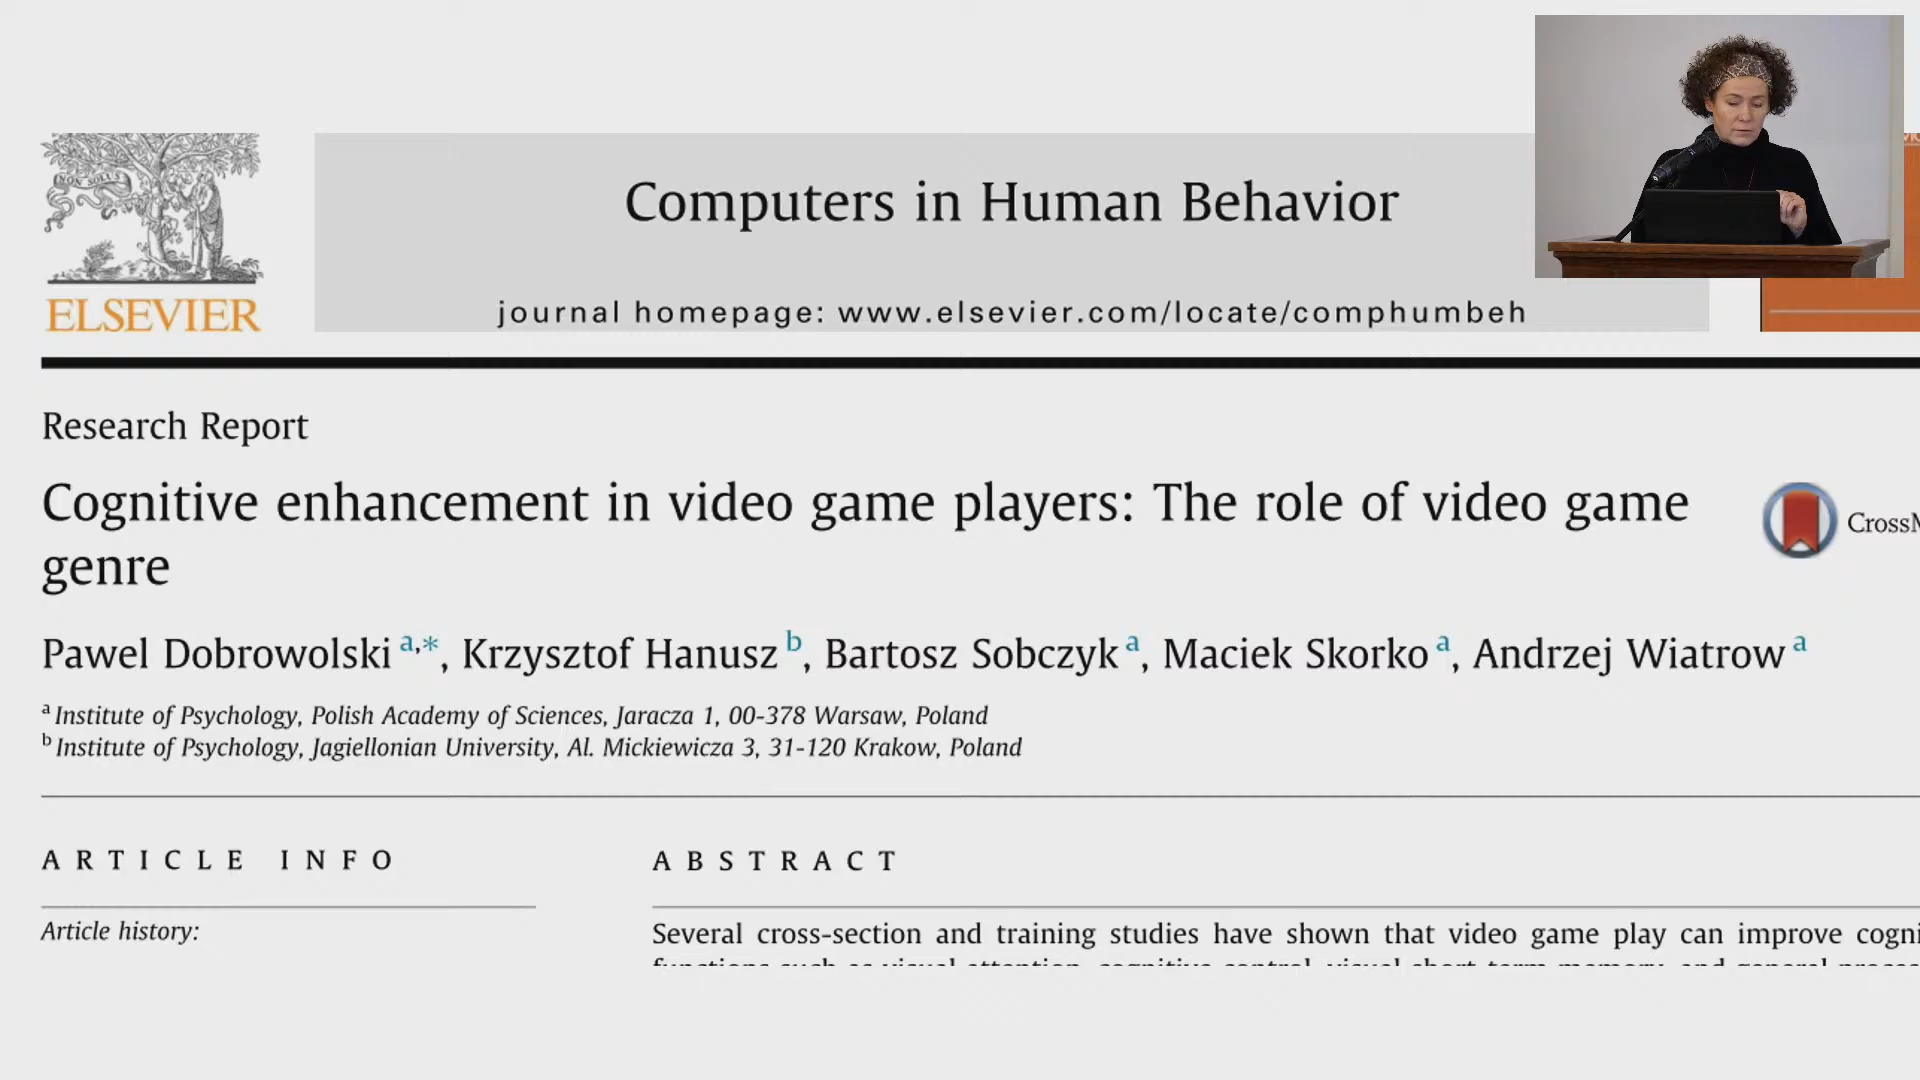 NON SOLUS
ELSEVIER
Computers in Human Behavior
journal homepage: www.elsevier.com/locate/comphumbeh
Research Report
Cognitive enhancement in video game players: The role of video game
genre
Pawel Dobrowolski a,*, Krzysztof Hanusz b, Bartosz Sobczyk a, Maciek Skorko a, Andrzej Wiatrow a
a Institute of Psychology, Polish Academy of Sciences, Jaracza 1, 00-378 Warsaw, Poland
b Institute of Psychology, Jagiellonian University, Al. Mickiewicza 3, 31-120 Krakow, Poland
ARTICLE INFO
Article history:
ABSTRACT
Several cross-section and training studies have shown that video game play can improve